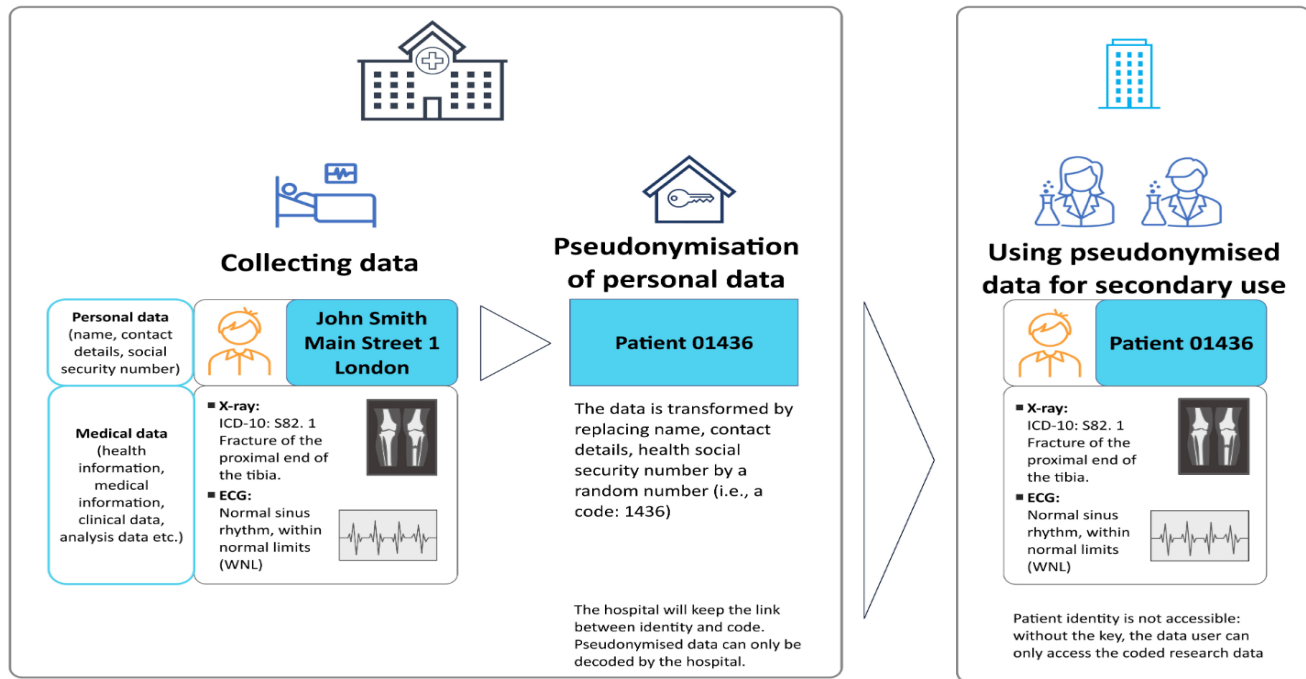 Collecting data
Personal data
(name, contact
details, social
security number)
John Smith
Main Street 1
London
Medical data
(health
information,
medical
information,
clinical data,
analysis data etc.)
■ X-ray:
ICD-10: S82. 1
Fracture of the
proximal end of
the tibia.
■ ECG:
Normal sinus
rhythm, within
normal limits
(WNL)
Pseudonymisation
of personal data
Patient 01436
The data is transformed by
replacing name, contact
details, health social
security number by a
random number (i.e., a
code: 1436)
The hospital will keep the link
between identity and code.
Pseudonymised data can only be
decoded by the hospital.
Using pseudonymised
data for secondary use
Patient 01436
■ X-ray:
ICD-10: S82. 1
Fracture of the
proximal end of
the tibia.
■ ECG:
Normal sinus
rhythm, within
normal limits
(WNL)
Patient identity is not accessible:
without the key, the data user can
only access the coded research data